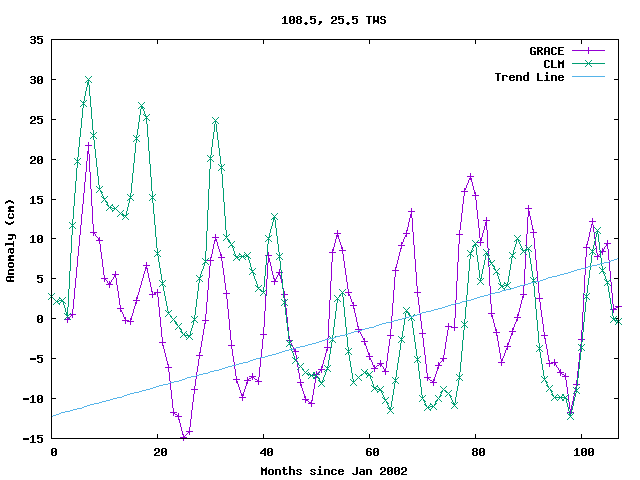 108.5, 25.5 TWS
GRACE
CLM
Trend Line
Anomaly (cm)
35
30
25
20
15
10
5
0
-5
-10
-15
0 20 40 60 80 100
Months since Jan 2002